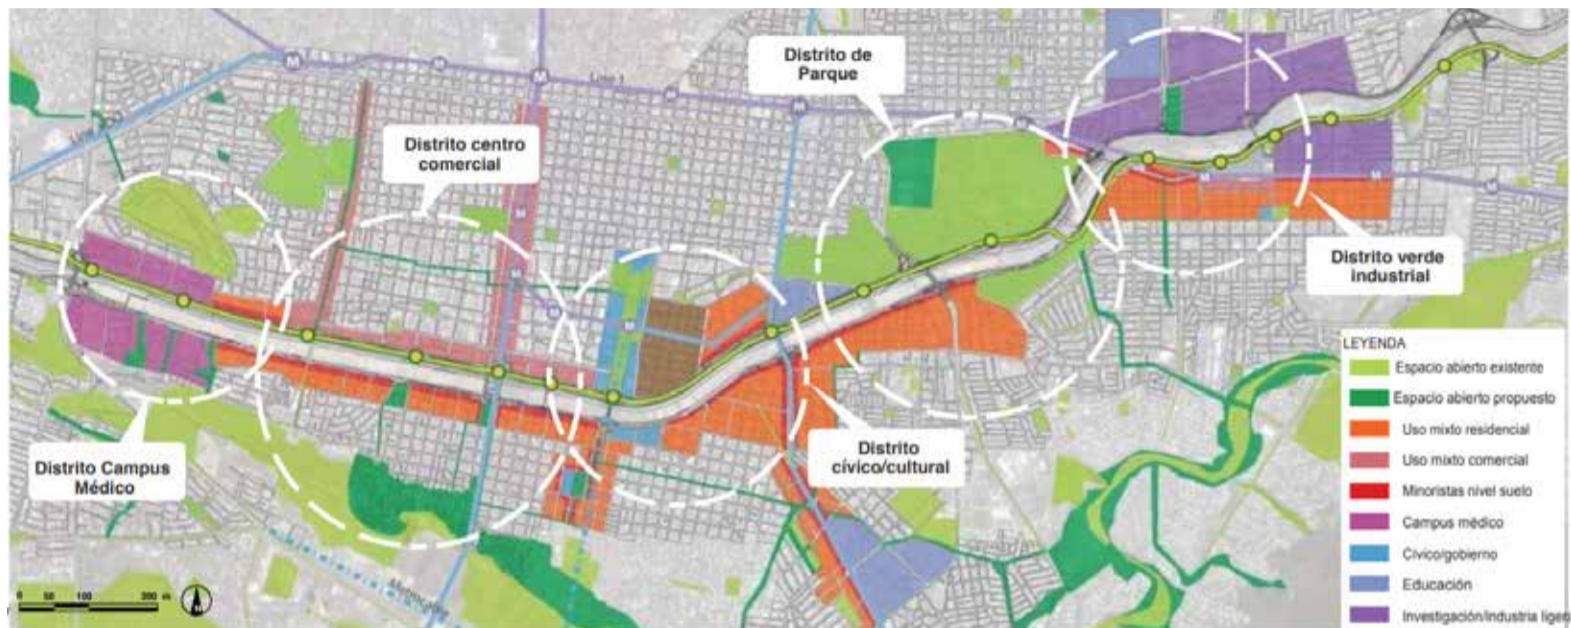 Distrito de
Parque
Line 1
Distrito centro
comercial
Distrito verde
industrial
Distrito Campus
Médico
Distrito
cívico/cultural
M
M
M
M
M
M
M
M
M
M
M
M
M
LEYENDA
Espacio abierto existente
Espacio abierto propuesto
Uso mixto residencial
Uso mixto comercial
Minoristas nivel suelo
Campus médico
Cívico/gobierno
Educación
Investigación/industria ligera
0 50 100 200 m
N